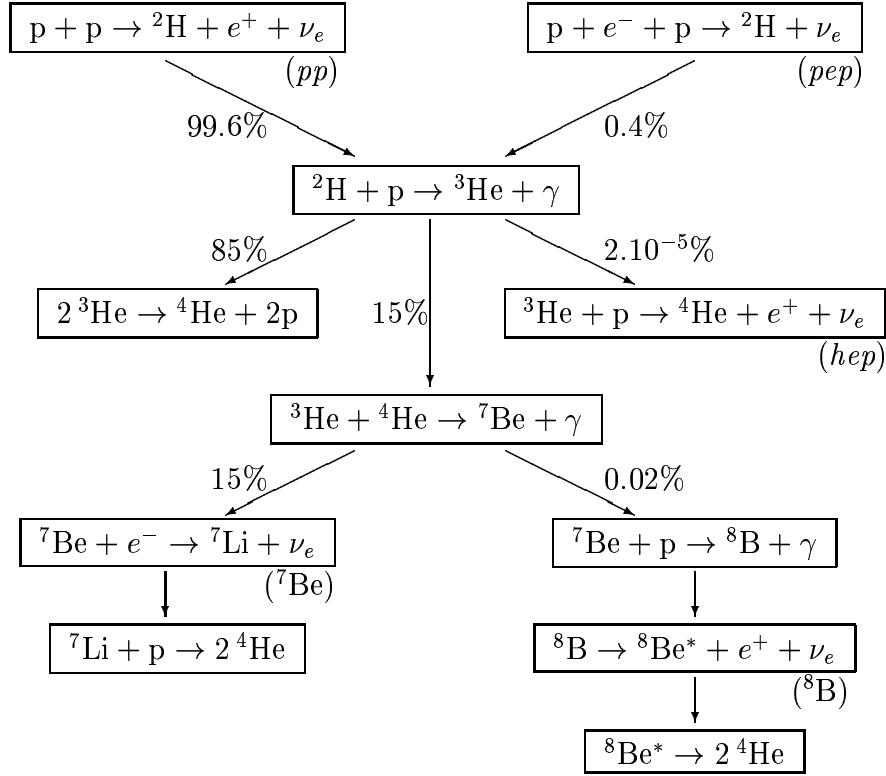 p + p → ²H + e⁺ + νₑ
p + e⁻ + p → ²H + νₑ
(pp)
(pep)
99.6%
0.4%
²H + p → ³He + γ
85%
2.10⁻⁵%
2 ³He → ⁴He + 2p
15%
³He + p → ⁴He + e⁺ + νₑ
(hep)
³He + ⁴He → ⁷Be + γ
15%
0.02%
⁷Be + e⁻ → ⁷Li + νₑ
⁷Be + p → ⁸B + γ
(⁷Be)
⁷Li + p → 2 ⁴He
⁸B → ⁸Be* + e⁺ + νₑ
(⁸B)
⁸Be* → 2 ⁴He